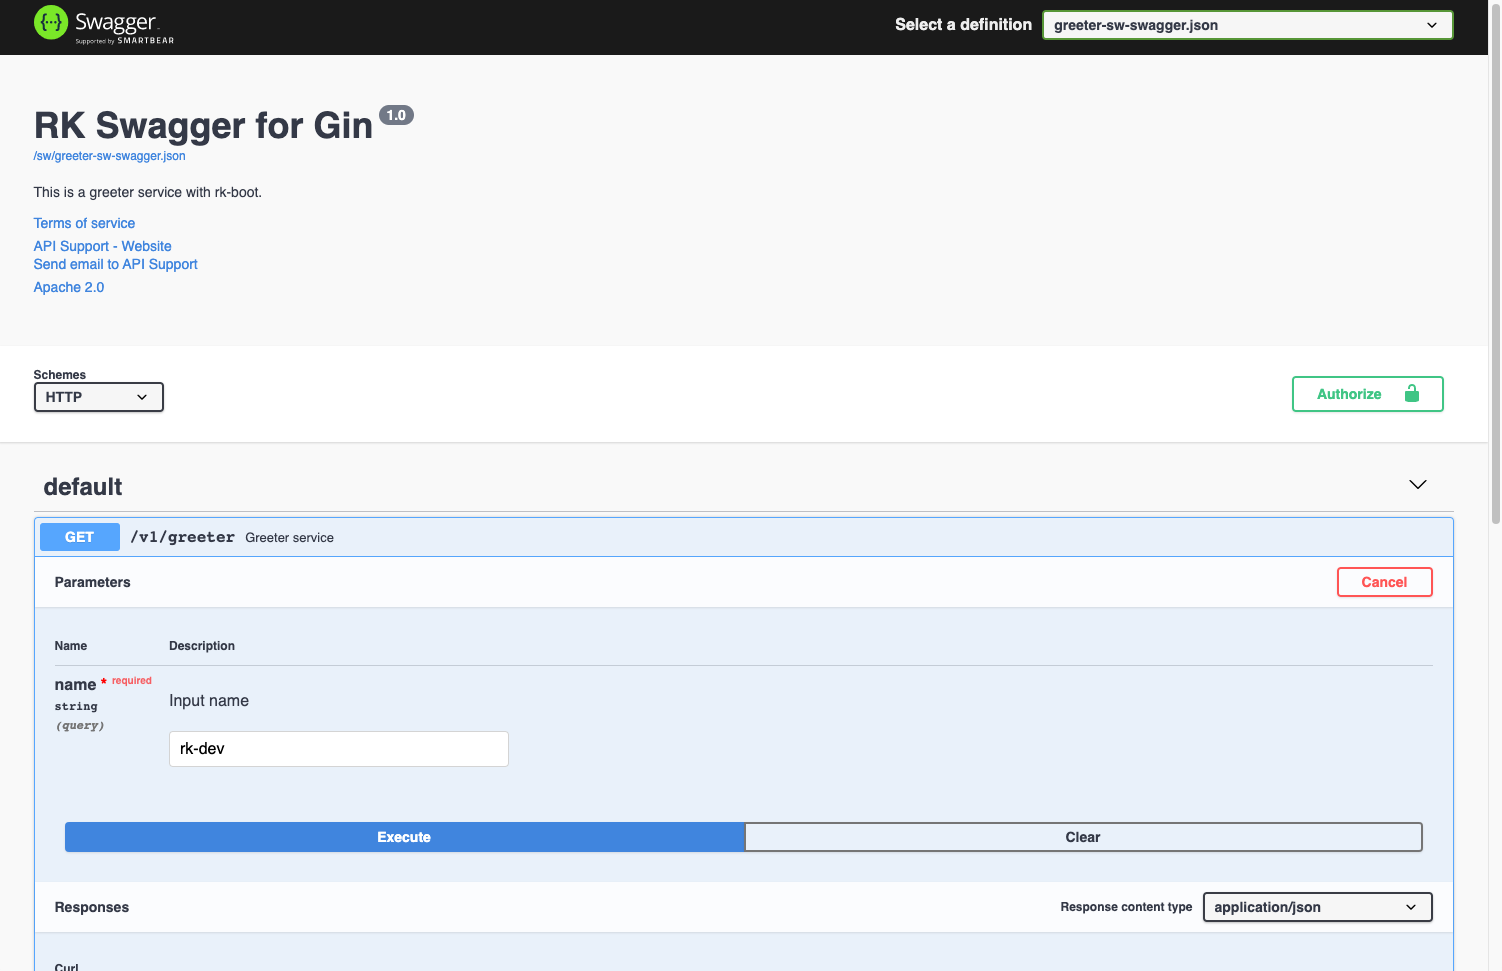 Swagger
Supported by SMARTBEAR
Select a definition
greeter-sw-swagger.json
RK Swagger for Gin 1.0
/sw/greeter-sw-swagger.json
This is a greeter service with rk-boot.
Terms of service
API Support - Website
Send email to API Support
Apache 2.0
Schemes
HTTP
Authorize
default
GET /v1/greeter Greeter service
Parameters
Cancel
Name Description
name * required
string
(query)
Input name
rk-dev
Execute
Clear
Responses
Response content type
application/json
Curl